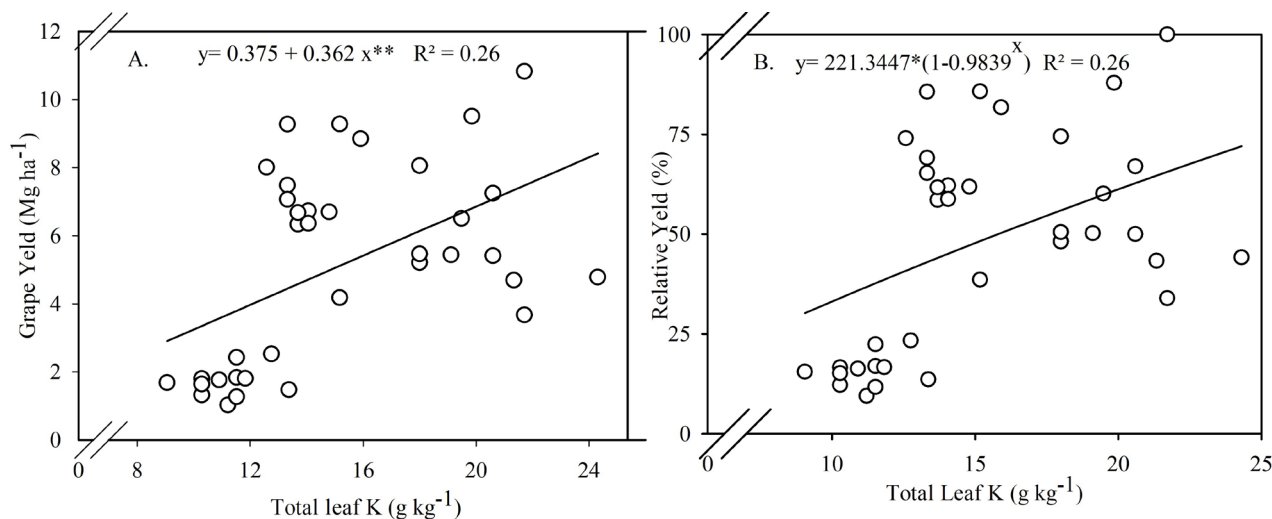 A. y= 0.375 + 0.362 x** R² = 0.26
Grape Yeld (Mg ha⁻¹)
12
10
8
6
4
2
0
0 8 12 16 20 24
Total leaf K (g kg⁻¹)
B. y= 221.3447*(1-0.9839ˣ) R² = 0.26
Relative Yeld (%)
100
75
50
25
0
0 10 15 20 25
Total Leaf K (g kg⁻¹)